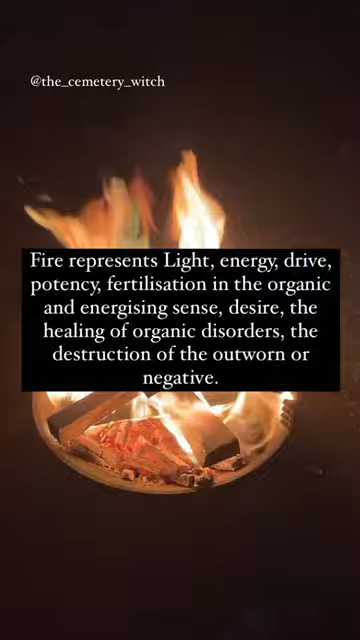 @the_cemetery_witch
Fire represents Light, energy, drive,
potency, fertilisation in the organic
and energising sense, desire, the
healing of organic disorders, the
destruction of the outworn or
negative.